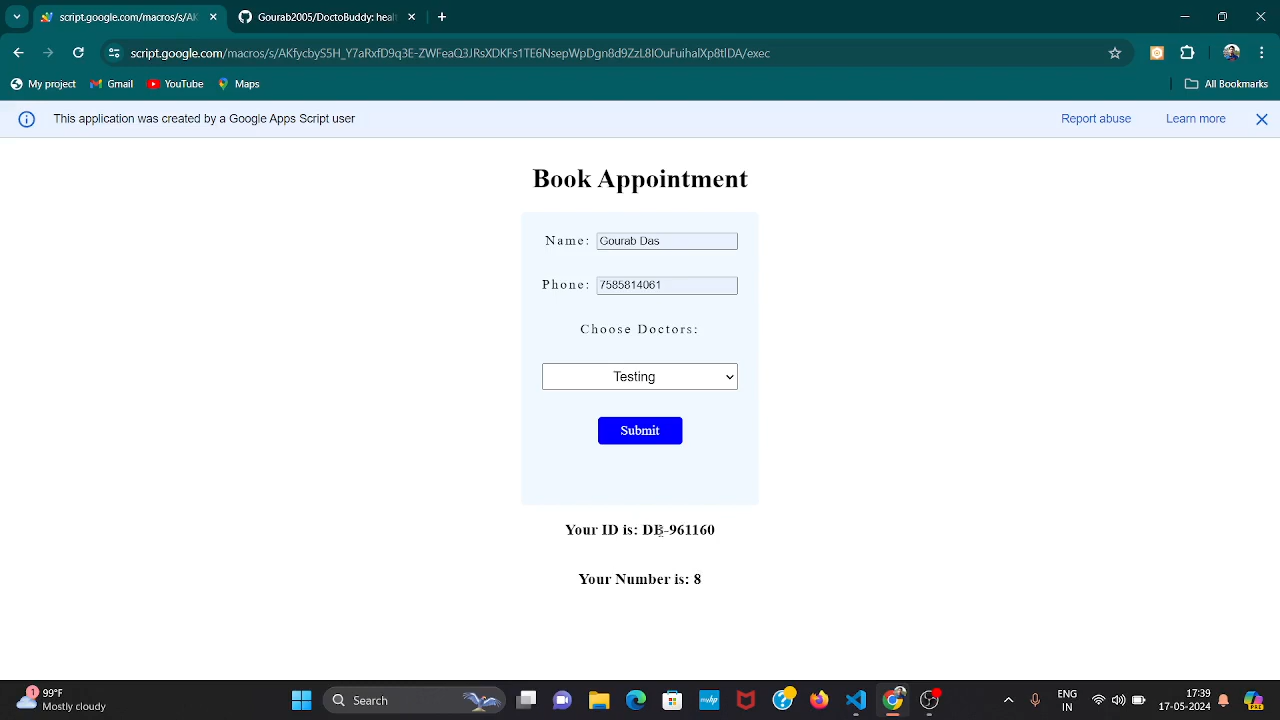 script.google.com/macros/s/AK
Gourab2005/DoctoBuddy: heal
script.google.com/macros/s/AKfycbyS5H_Y7aRxfD9q3E-ZWFeaQ3JRsXDKFs1TE6NsepWpDgn8d9ZzL8lOuFuihalXp8tIDA/exec
My project
Gmail
YouTube
Maps
All Bookmarks
This application was created by a Google Apps Script user
Report abuse
Learn more
Book Appointment
Name: Gourab Das
Phone: 7585814061
Choose Doctors:
Testing
Submit
Your ID is: DB-961160
Your Number is: 8
1
99°F
Mostly cloudy
Search
myhp
ENG
IN
17:39
17-05-2024